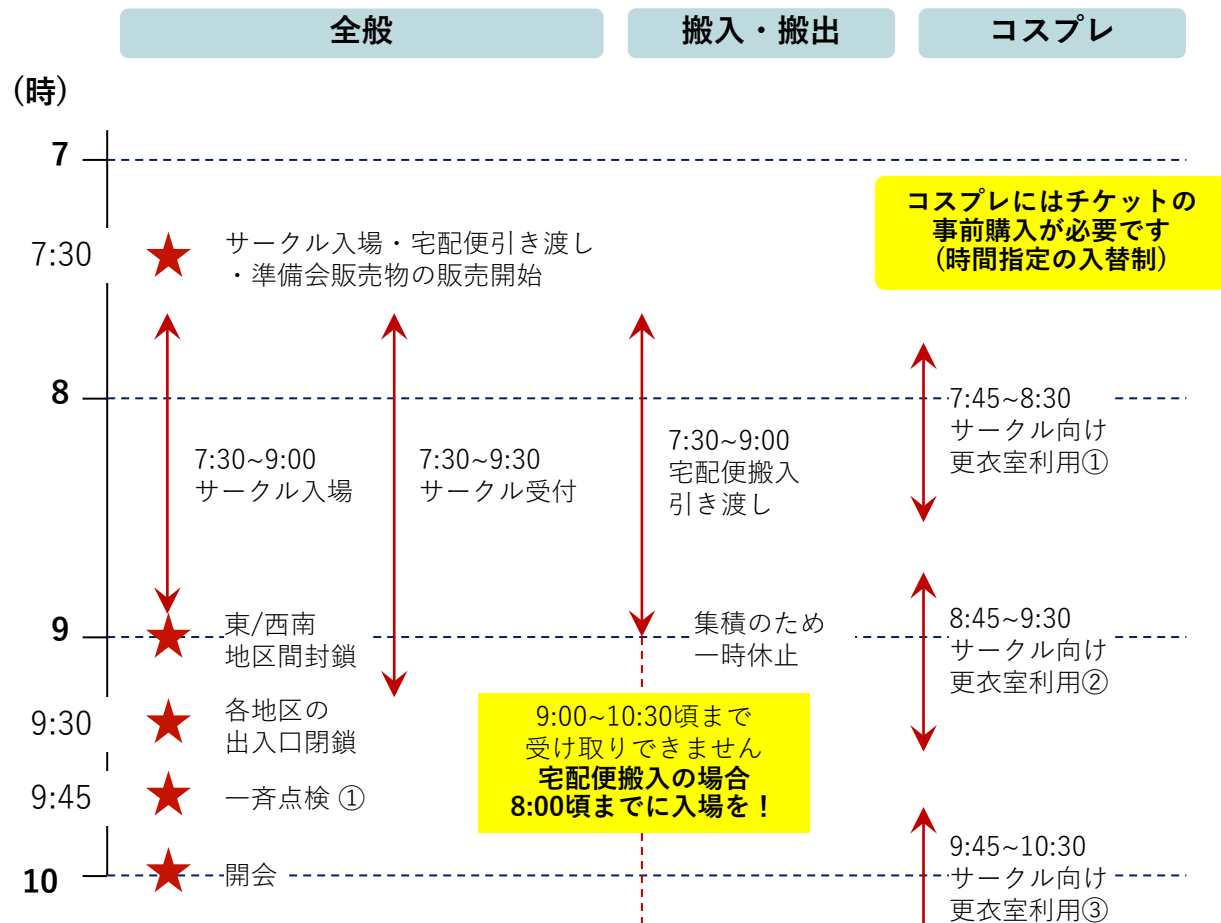 全般
搬入・搬出
コスプレ
(時)
7
コスプレにはチケットの
事前購入が必要です
(時間指定の入替制)
7:30
サークル入場・宅配便引き渡し
・準備会販売物の販売開始
8
7:30~9:00
サークル入場
7:30~9:30
サークル受付
7:30~9:00
宅配便搬入
引き渡し
7:45~8:30
サークル向け
更衣室利用①
9
東/西南
地区間封鎖
集積のため
一時休止
8:45~9:30
サークル向け
更衣室利用②
9:30
各地区の
出入口閉鎖
9:00~10:30頃まで
受け取りできません
宅配便搬入の場合
8:00頃までに入場を！
9:45
一斉点検 ①
10
開会
9:45~10:30
サークル向け
更衣室利用③